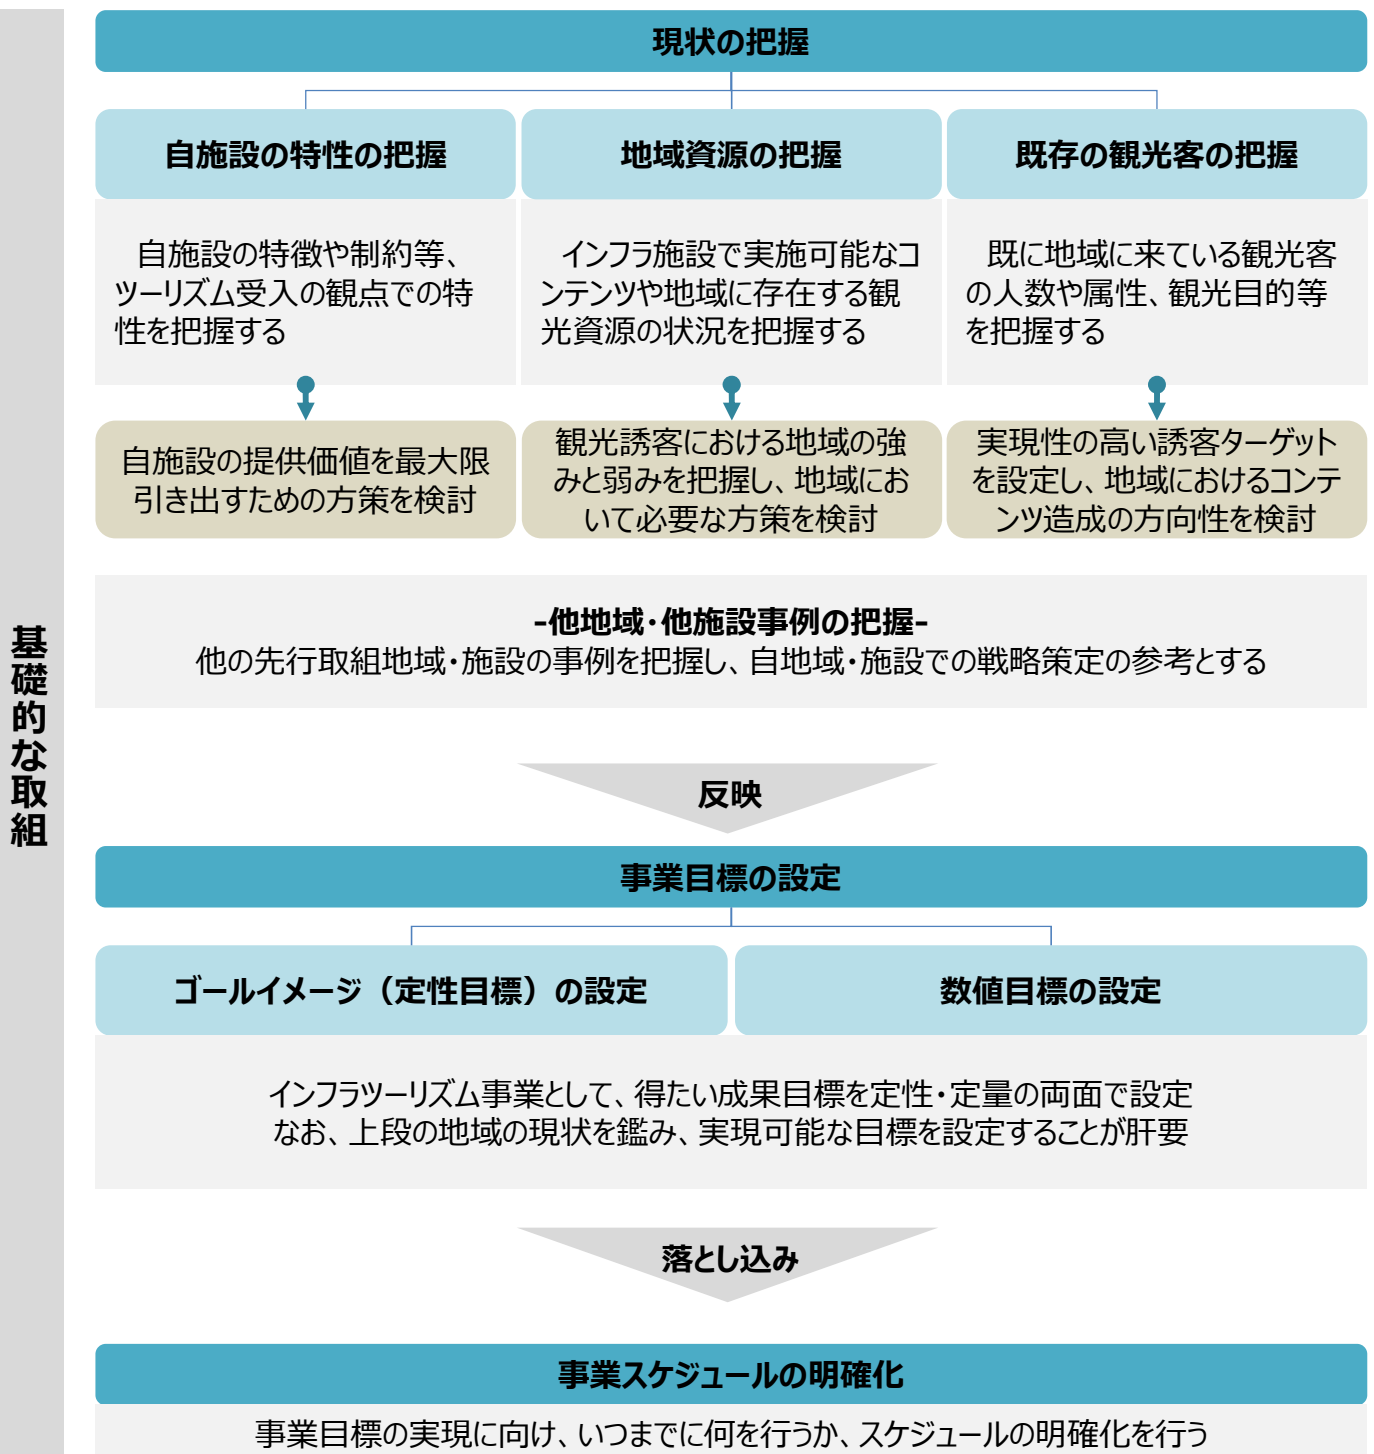 基礎的な取組
現状の把握
自施設の特性の把握
自施設の特徴や制約等、
ツーリズム受入の観点での特
性を把握する
自施設の提供価値を最大限
引き出すための方策を検討
地域資源の把握
インフラ施設で実施可能なコ
ンテンツや地域に存在する観
光資源の状況を把握する
観光誘客における地域の強
みと弱みを把握し、地域にお
いて必要な方策を検討
既存の観光客の把握
既に地域に来ている観光客
の人数や属性、観光目的等
を把握する
実現性の高い誘客ターゲット
を設定し、地域におけるコンテ
ンツ造成の方向性を検討
-他地域・他施設事例の把握-
他の先行取組地域・施設の事例を把握し、自地域・施設での戦略策定の参考とする
反映
事業目標の設定
ゴールイメージ（定性目標）の設定
数値目標の設定
インフラツーリズム事業として、得たい成果目標を定性・定量の両面で設定
なお、上段の地域の現状を鑑み、実現可能な目標を設定することが肝要
落とし込み
事業スケジュールの明確化
事業目標の実現に向け、いつまでに何を行うか、スケジュールの明確化を行う